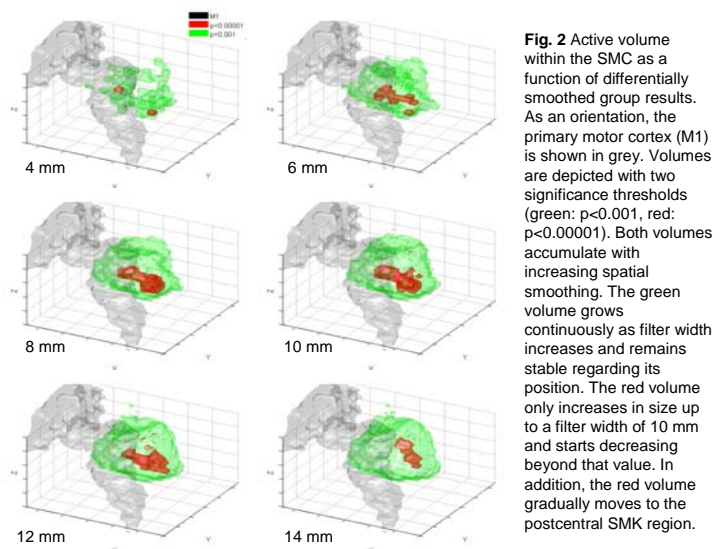 M1
p<0.00001
p<0.001
4 mm
6 mm
8 mm
10 mm
12 mm
14 mm
Fig. 2 Active volume
within the SMC as a
function of differentially
smoothed group results.
As an orientation, the
primary motor cortex (M1)
is shown in grey. Volumes
are depicted with two
significance thresholds
(green: p<0.001, red:
p<0.00001). Both volumes
accumulate with
increasing spatial
smoothing. The green
volume grows
continuously as filter width
increases and remains
stable regarding its
position. The red volume
only increases in size up
to a filter width of 10 mm
and starts decreasing
beyond that value. In
addition, the red volume
gradually moves to the
postcentral SMK region.